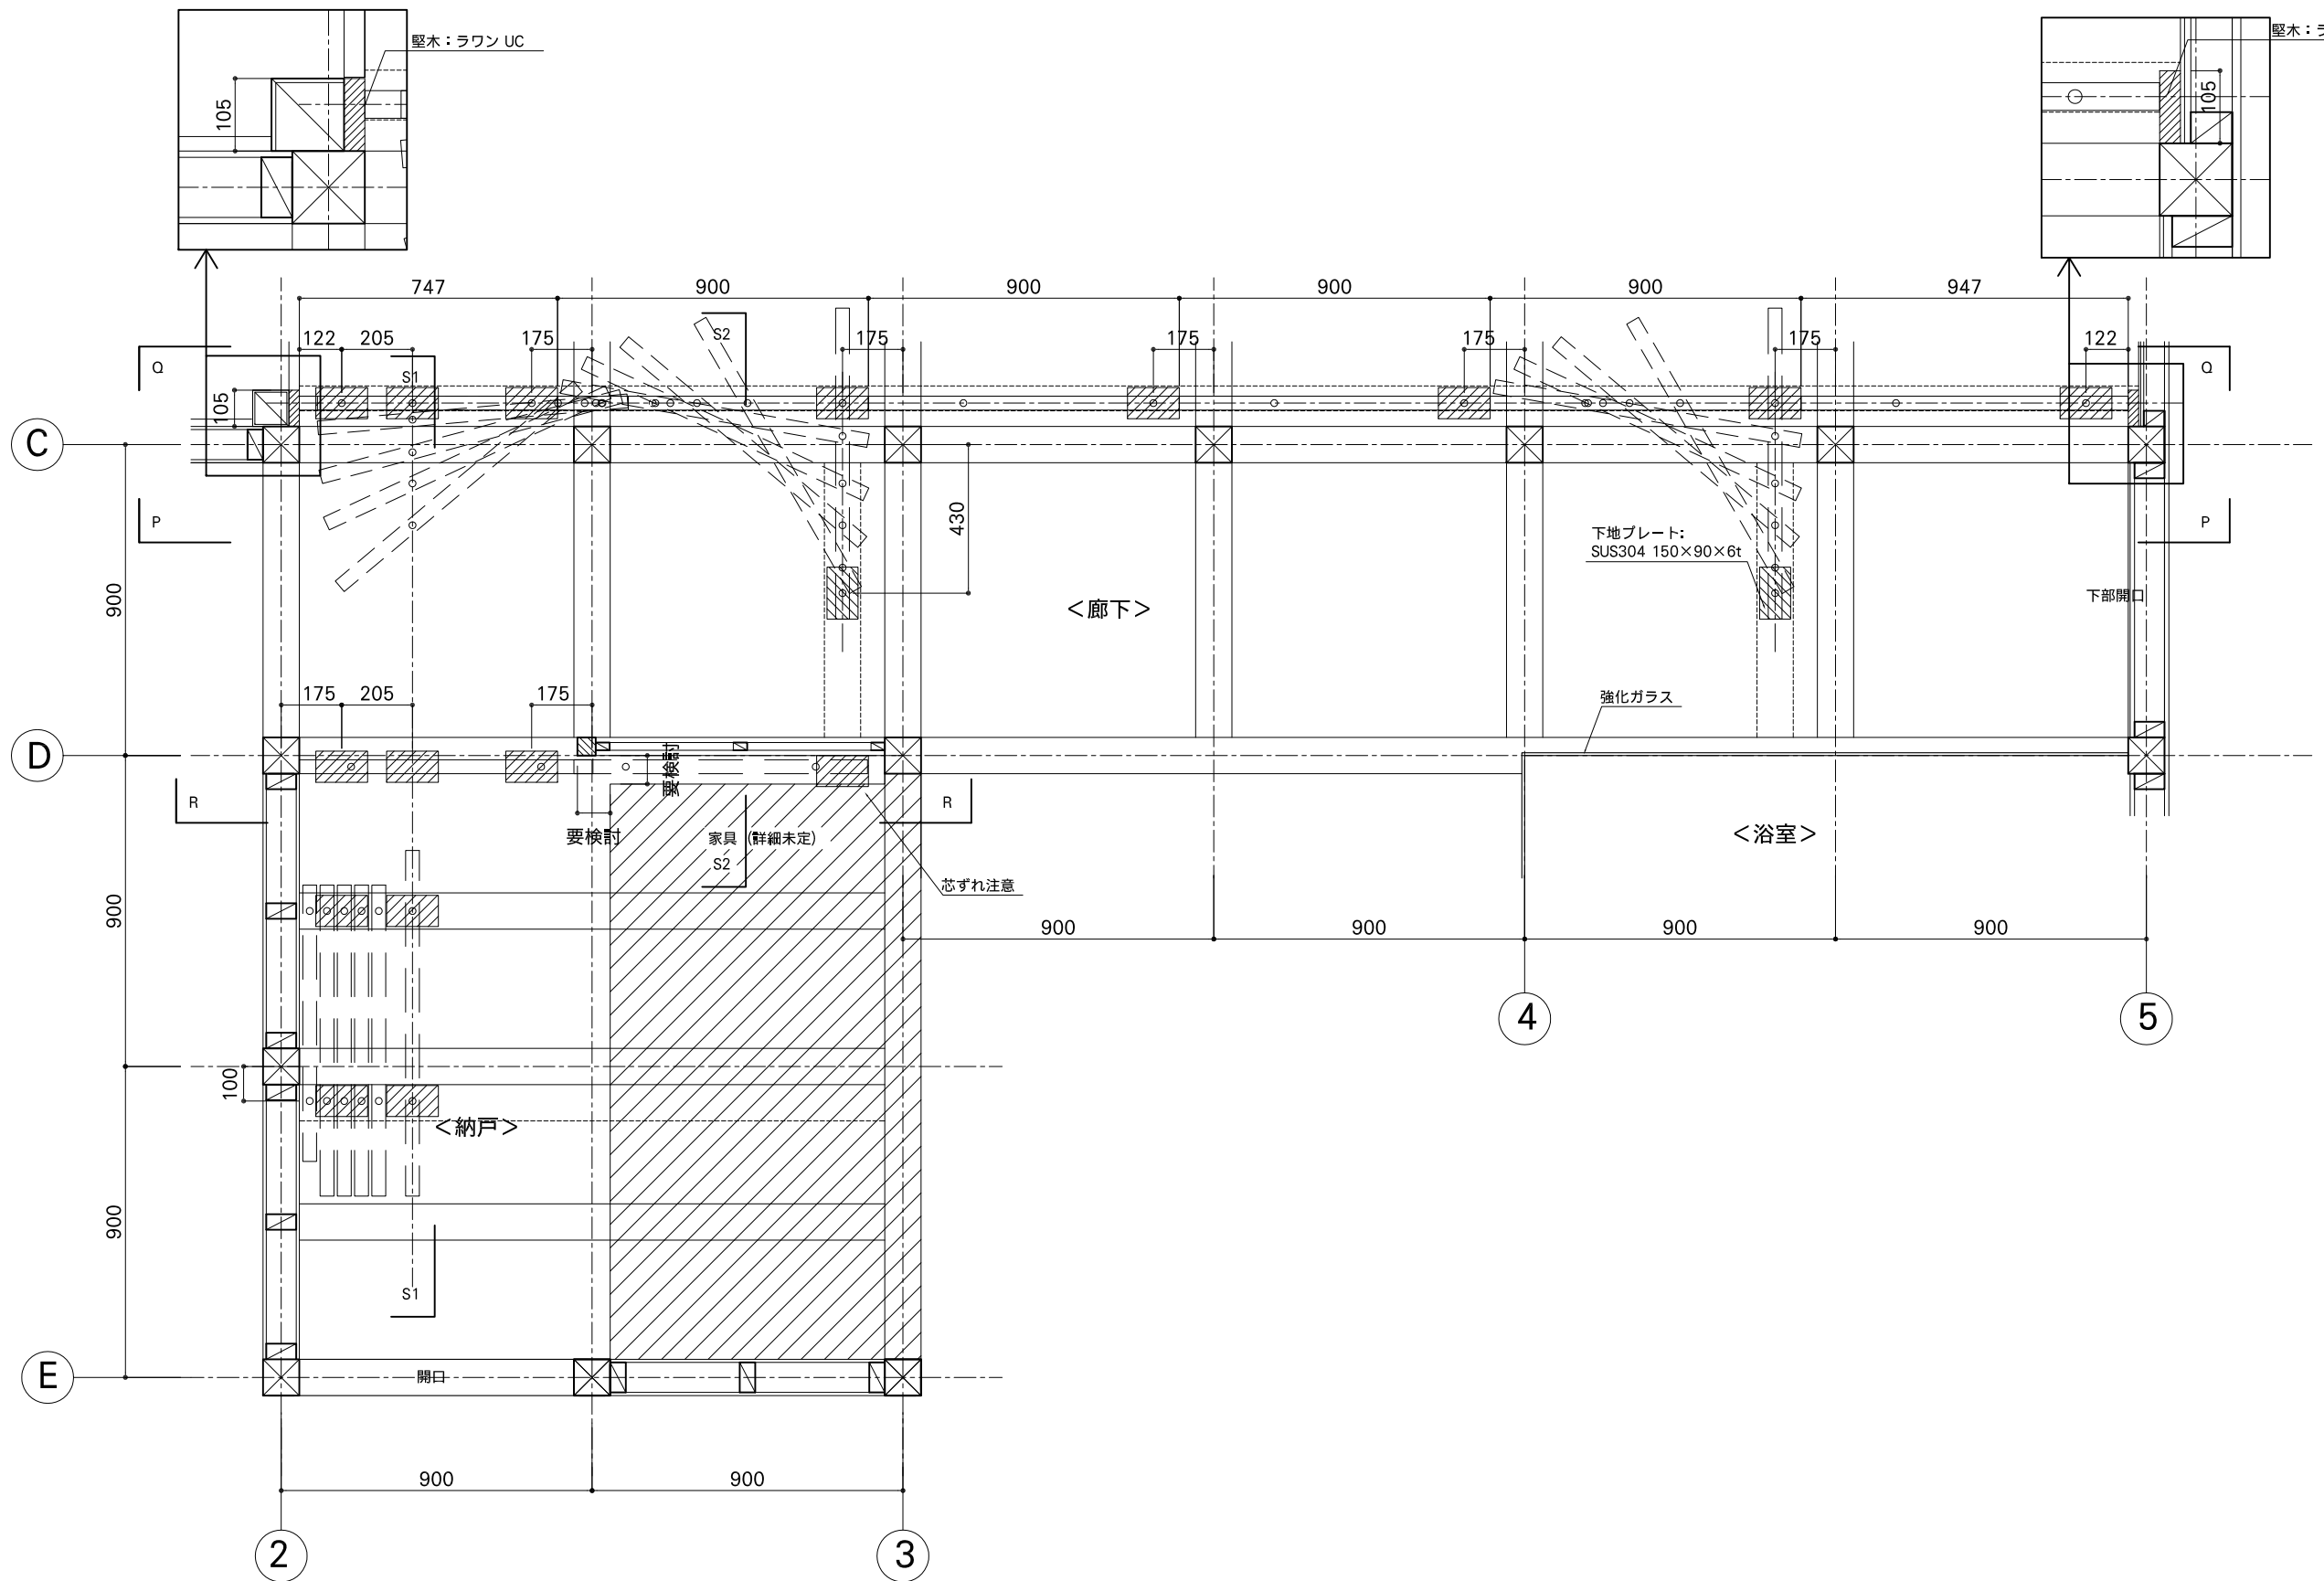 堅木：ラワン UC
105
堅木：ラ
105
747
900
900
900
900
947
122
205
175
175
175
175
175
122
Q
S1
S2
Q
105
C
P
P
430
下地プレート：
SUS304 150×90×6t
900
＜廊下＞
下部開口
175
205
175
強化ガラス
D
要検討
R
R
要検討
家具（詳細未定）
S2
＜浴室＞
芯ずれ注意
900
900
900
900
900
4
5
100
＜納戸＞
900
S1
E
開口
900
900
2
3